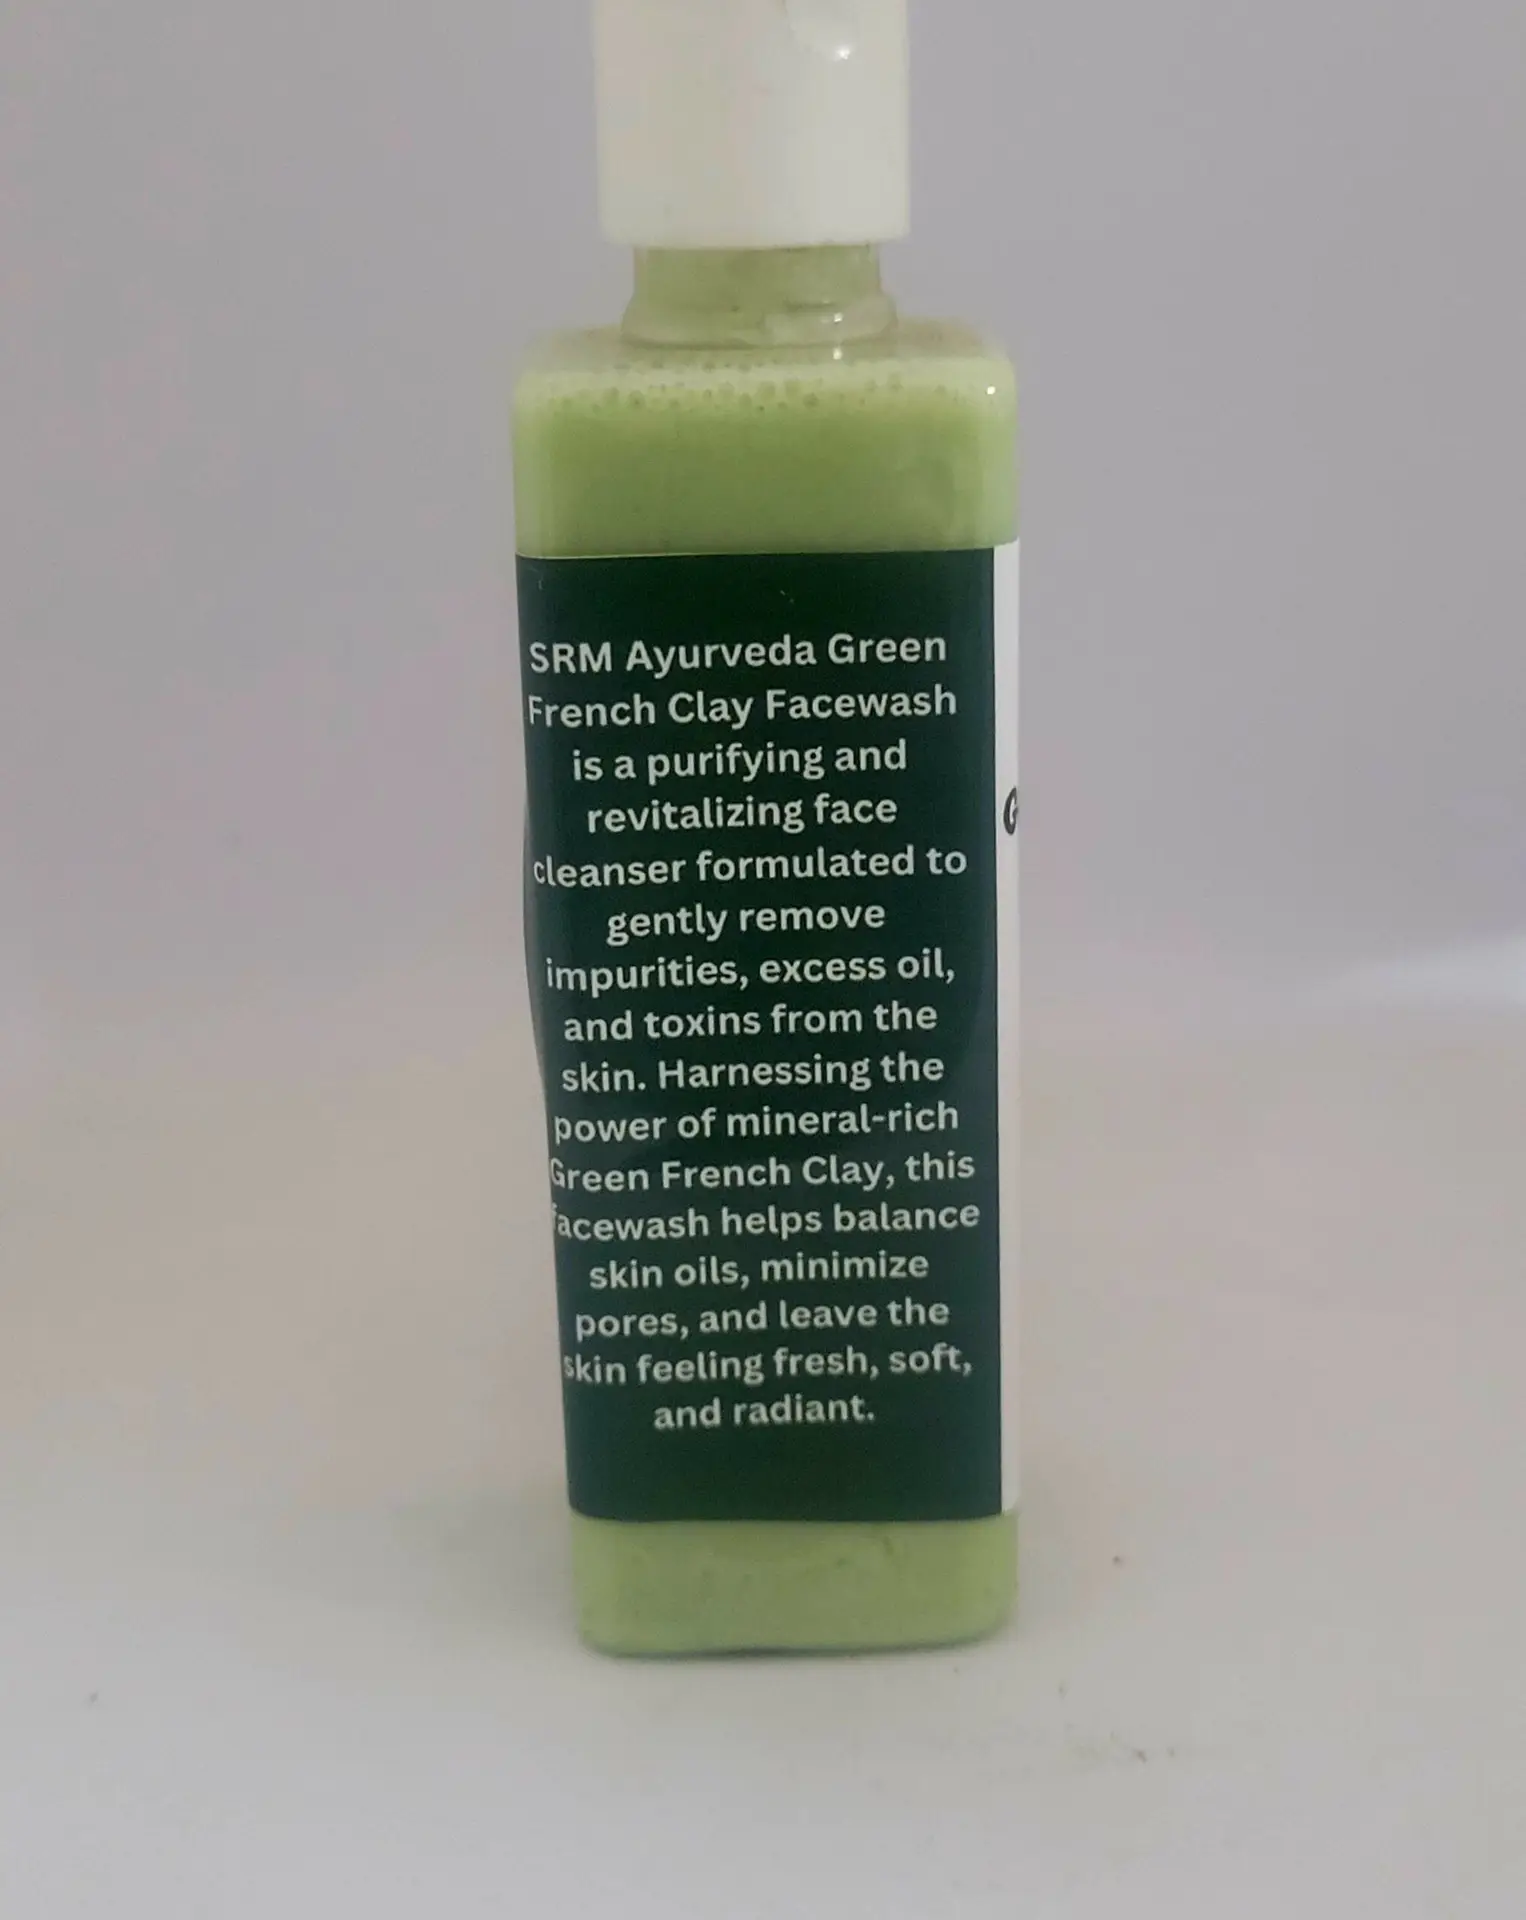 SRM Ayurveda Green
French Clay Facewash
is a purifying and
revitalizing face
cleanser formulated to
gently remove
impurities, excess oil,
and toxins from the
skin. Harnessing the
power of mineral-rich
Green French Clay, this
facewash helps balance
skin oils, minimize
pores, and leave the
skin feeling fresh, soft,
and radiant.